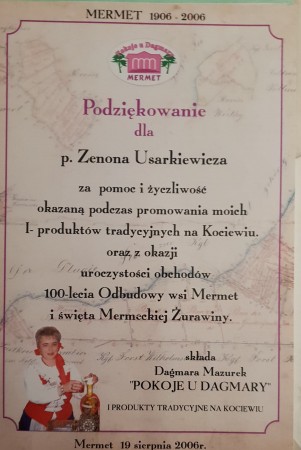 MERMET 1906 - 2006
Pokoje u Dagmary
MERMET
Podziękowanie
dla
p. Zenona Usarkiewicza
za pomoc i życzliwość
okazaną podczas promowania moich
I- produktów tradycyjnych na Kociewiu.
oraz z okazji
uroczystości obchodów
100-lecia Odbudowy wsi Mermet
i święta Mermeckiej Żurawiny.
składa
Dagmara Mazurek
"POKOJE U DAGMARY"
I PRODUKTY TRADYCYJNE NA KOCIEWIU
Mermet 19 sierpnia 2006r.